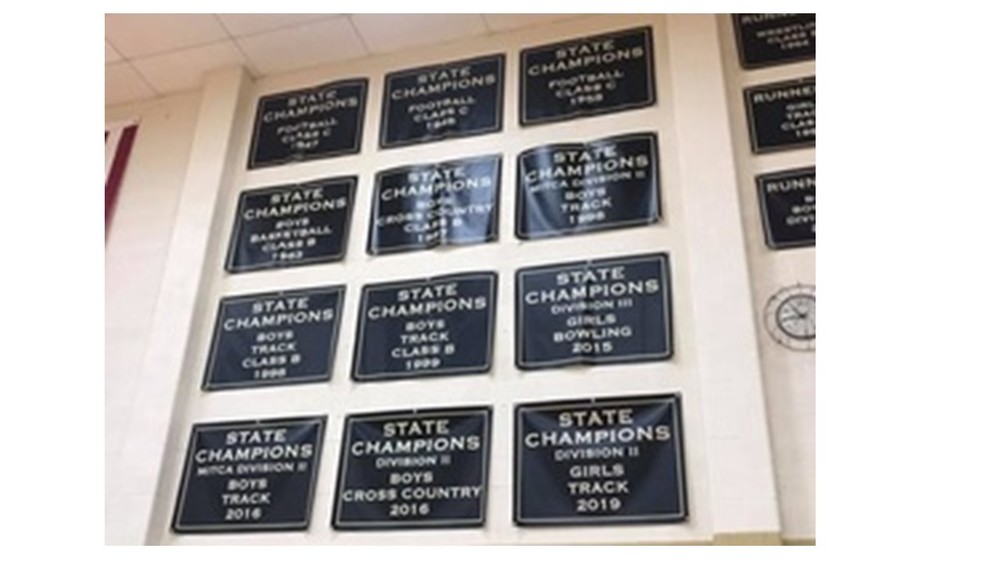 STATE
CHAMPIONS
FOOTBALL
CLASS C
STATE
CHAMPIONS
FOOTBALL
CLASS C
STATE
CHAMPIONS
FOOTBALL
CLASS C
STATE
CHAMPIONS
BOYS
BASKETBALL
CLASS B
STATE
CHAMPIONS
BOYS
CROSS COUNTRY
CLASS B
STATE
CHAMPIONS
MITCA DIVISION II
BOYS
TRACK
1998
STATE
CHAMPIONS
BOYS
TRACK
CLASS B
1998
STATE
CHAMPIONS
BOYS
TRACK
CLASS B
1999
STATE
CHAMPIONS
DIVISION III
GIRLS
BOWLING
2015
STATE
CHAMPIONS
MITCA DIVISION II
BOYS
TRACK
2016
STATE
CHAMPIONS
DIVISION II
BOYS
CROSS COUNTRY
2016
STATE
CHAMPIONS
DIVISION II
GIRLS
TRACK
2019